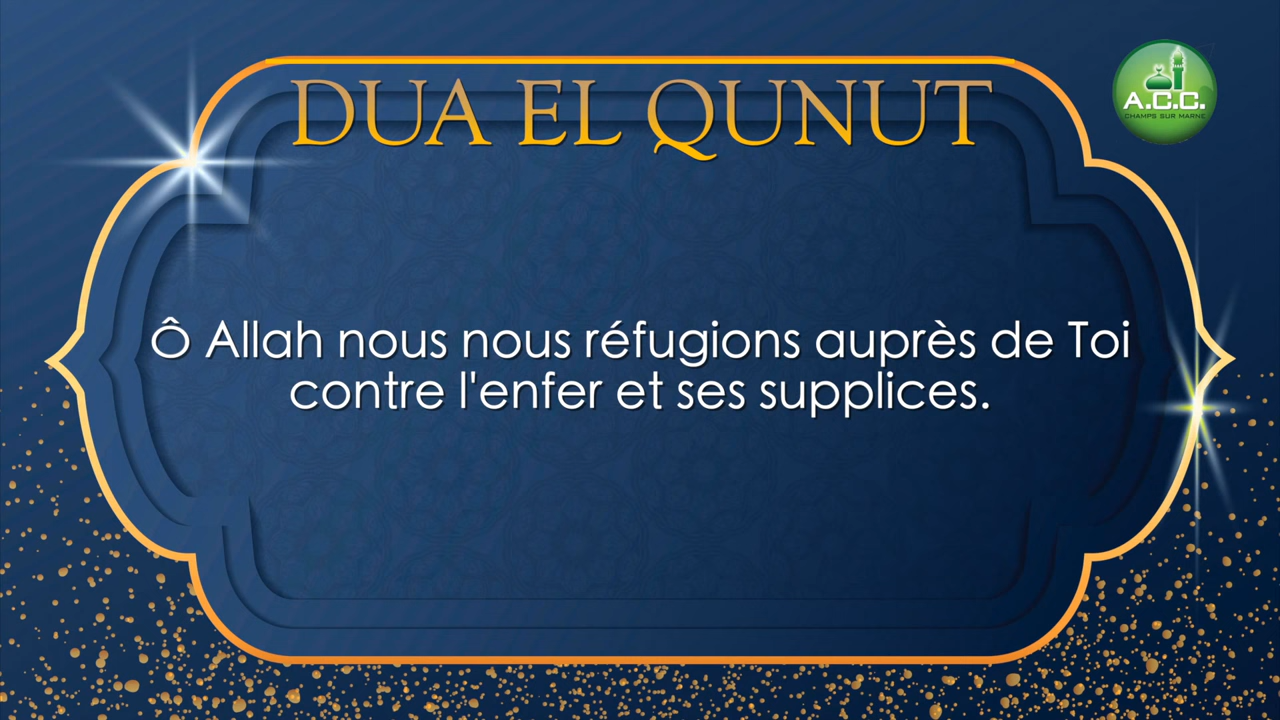 DUA EL QUNUT
A.C.C.
CHAMPS SUR MARNE
Ô Allah nous nous réfugions auprès de Toi
contre l'enfer et ses supplices.